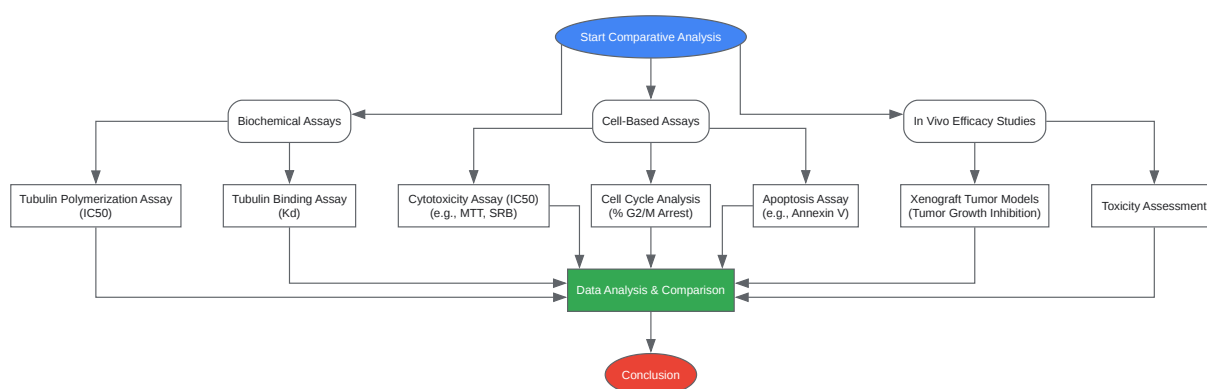 Start Comparative Analysis
Biochemical Assays
Cell-Based Assays
In Vivo Efficacy Studies
Tubulin Polymerization Assay
(IC50)
Tubulin Binding Assay
(Kd)
Cytotoxicity Assay (IC50)
(e.g., MTT, SRB)
Cell Cycle Analysis
(% G2/M Arrest)
Apoptosis Assay
(e.g., Annexin V)
Xenograft Tumor Models
(Tumor Growth Inhibition)
Toxicity Assessment
Data Analysis & Comparison
Conclusion